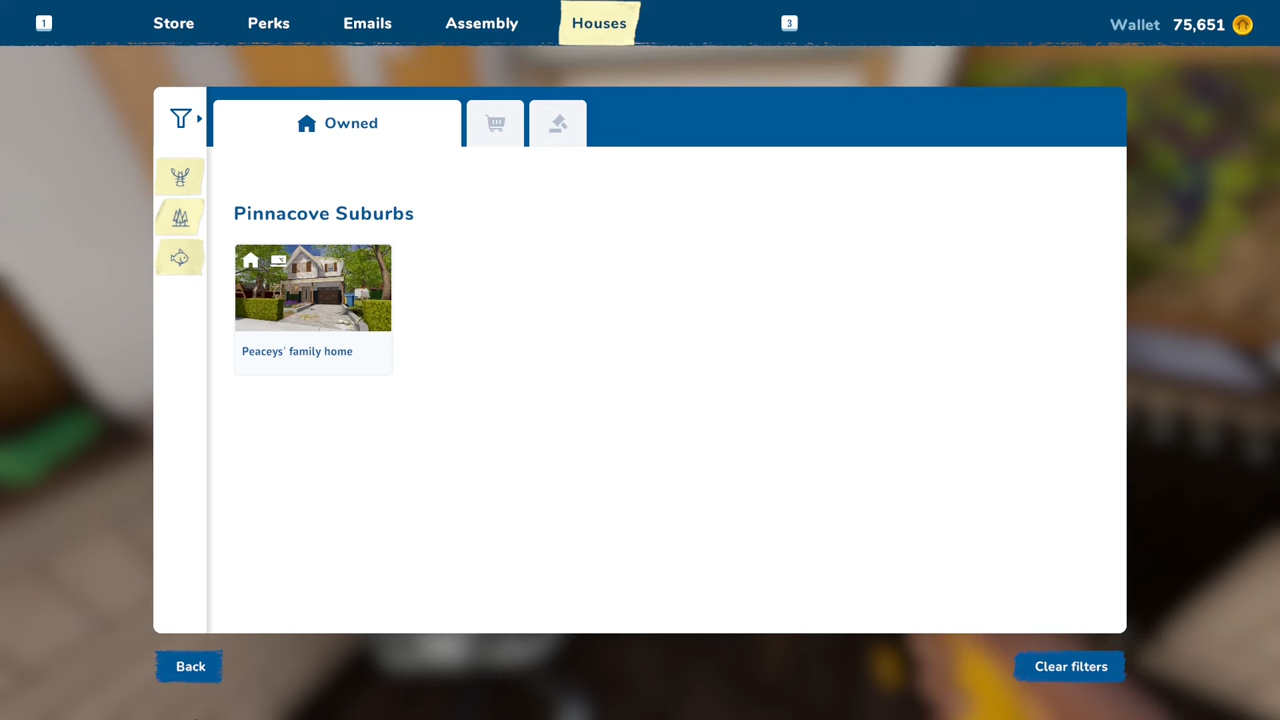 1
Store
Perks
Emails
Assembly
Houses
3
Wallet 75,651
Owned
Pinnacove Suburbs
Peaceys' family home
Back
Clear filters